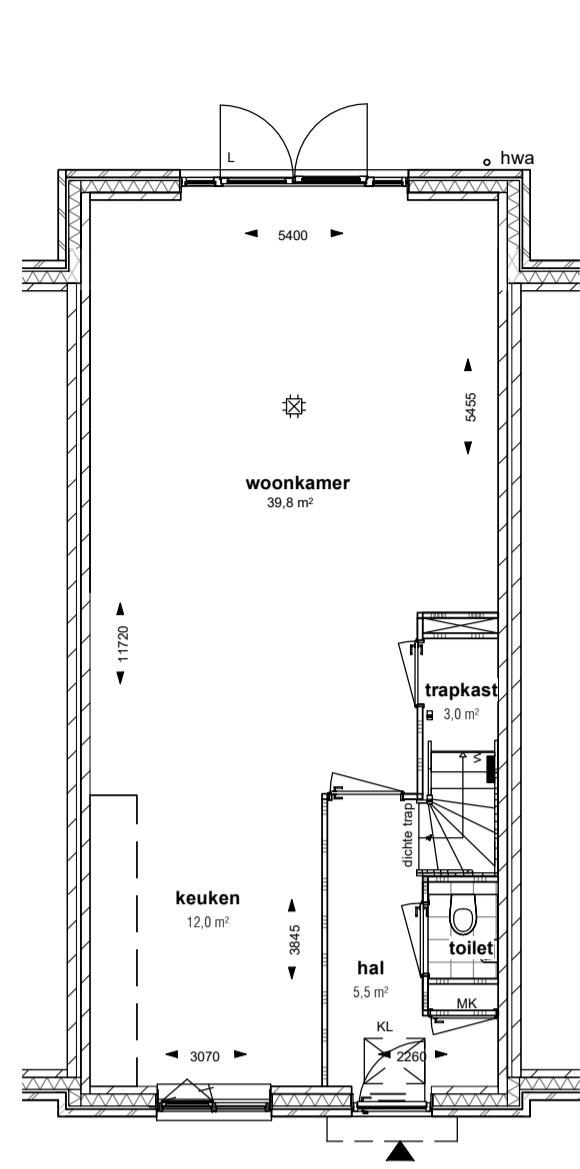 L
hwa
5400
5455
woonkamer
39,8 m²
11720
trapkast
3,0 m²
dichte trap
keuken
12,0 m²
3845
toilet
hal
5,5 m²
MK
KL
3070
2260